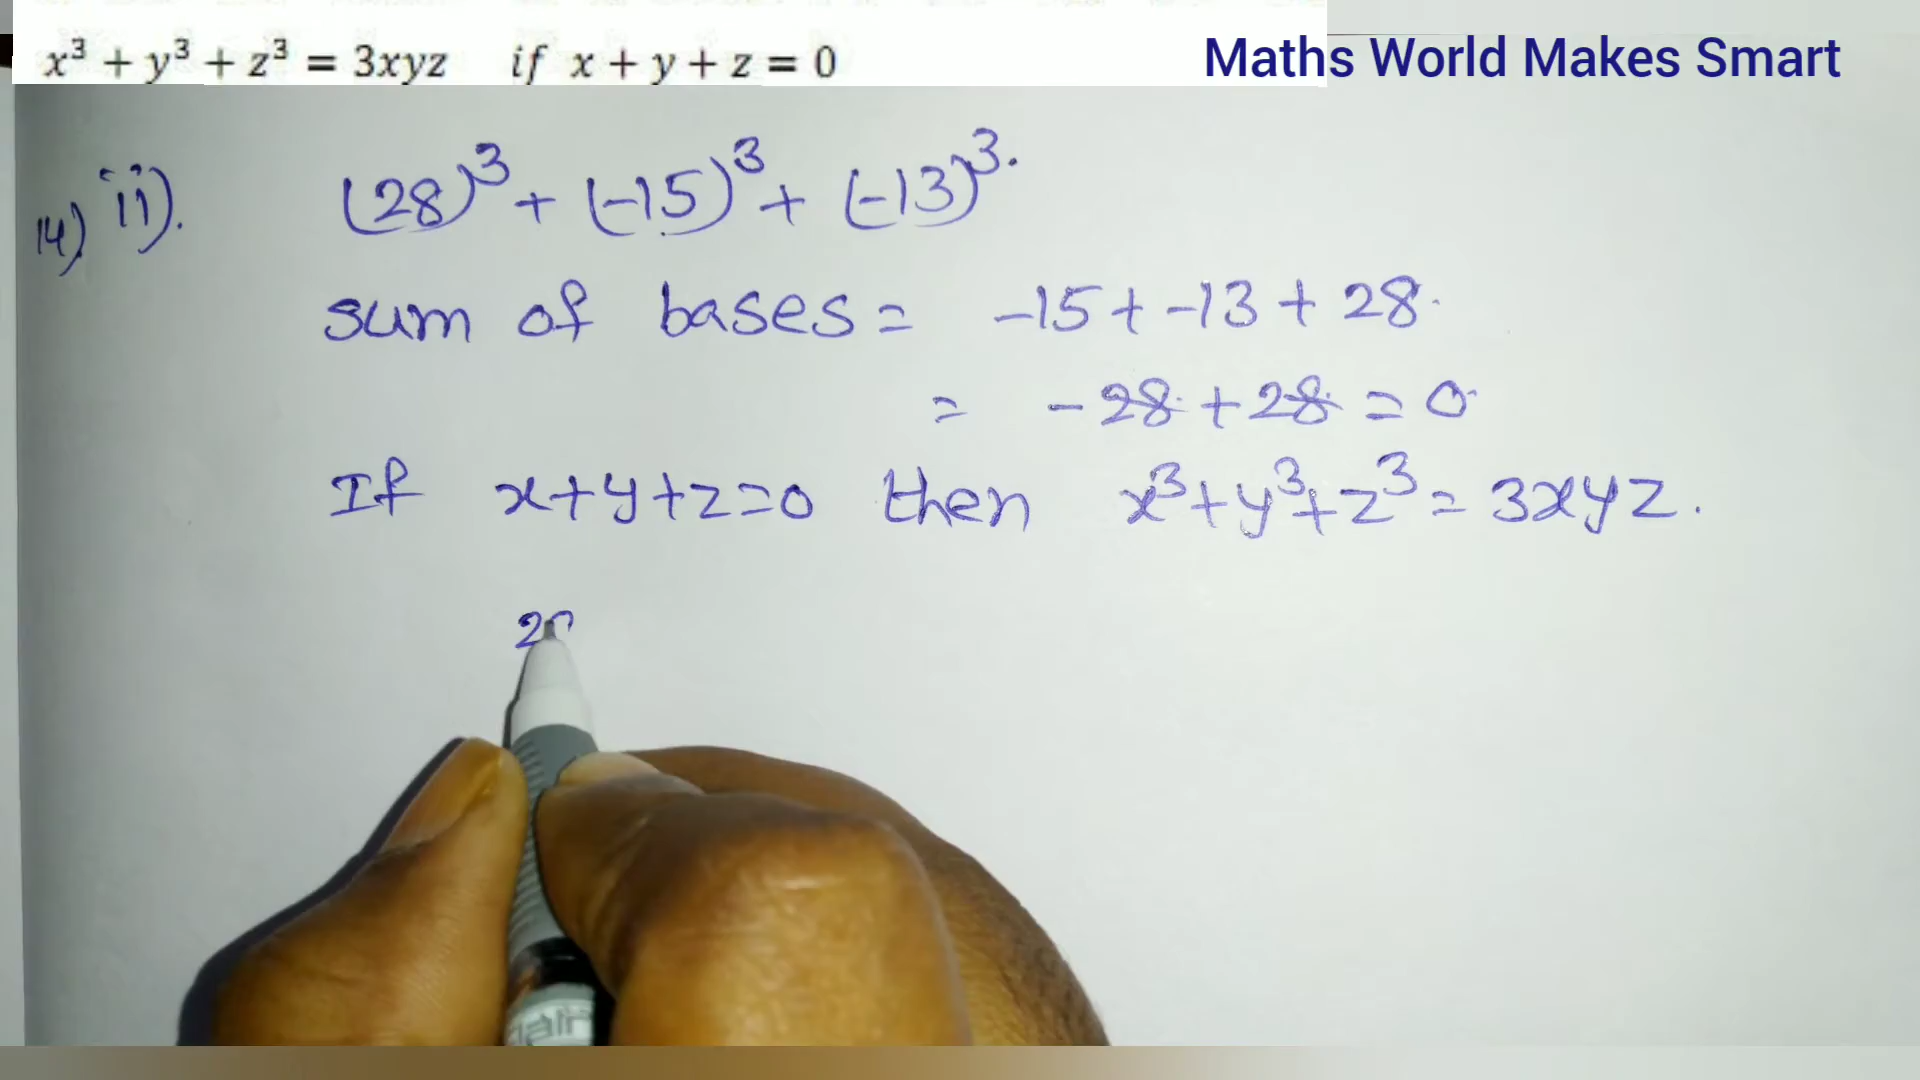 x³ + y³ + z³ = 3xyz if x + y + z = 0
Maths World Makes Smart
14) ii). (28)³ + (-15)³ + (-13)³.
sum of bases = -15 + -13 + 28.
= -28 + 28 = 0
If x+y+z=0 then x³+y³+z³ = 3xyz.